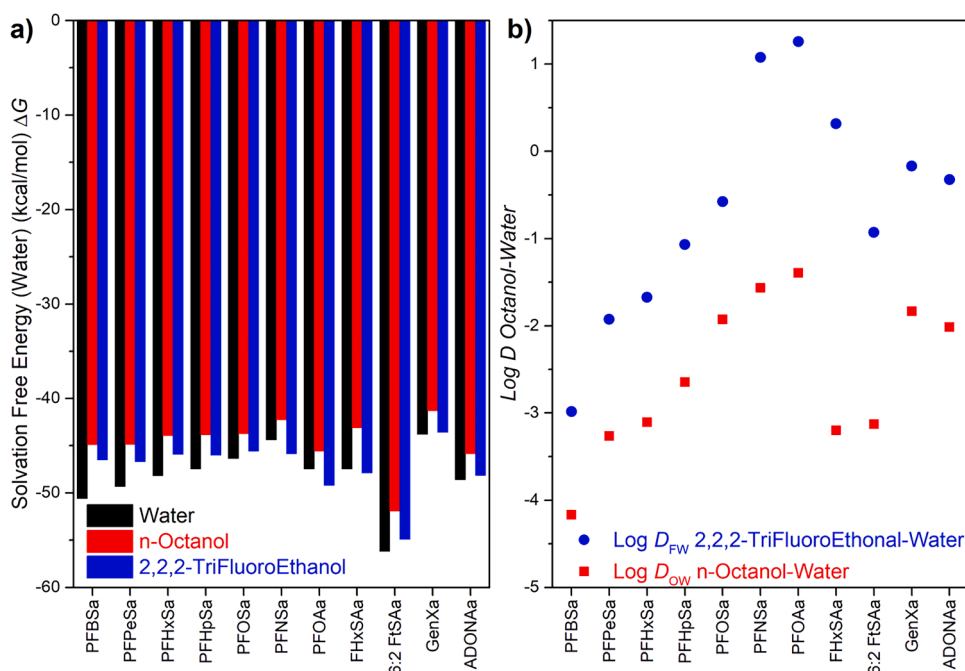 a)
Solvation Free Energy (Water) (kcal/mol) ΔG
0
-10
-20
-30
-40
-50
-60
Water
n-Octanol
2,2,2-TriFluoroEthanol
PFBSa
PFPeSa
PFHxSa
PFHpSa
PFOSa
PFNSa
PFOAa
FHxSAa
6:2 FtSAa
GenXa
ADONAa
b)
Log D Octanol-Water
1
0
-1
-2
-3
-4
-5
Log DFW 2,2,2-TriFluoroEthonal-Water
Log DOW n-Octanol-Water
PFBSa
PFPeSa
PFHxSa
PFHpSa
PFOSa
PFNSa
PFOAa
FHxSAa
6:2 FtSAa
GenXa
ADONAa